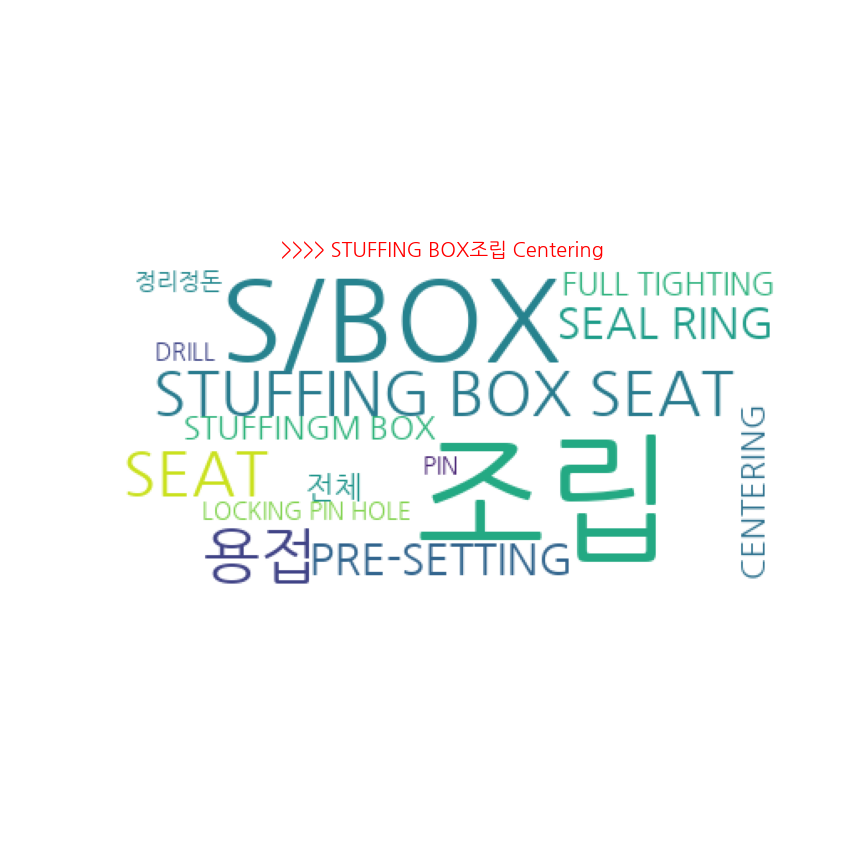 >>>> STUFFING BOX조립 Centering
정리정돈
S/BOX
FULL TIGHTING
SEAL RING
DRILL
STUFFING BOX SEAT
STUFFINGM BOX
CENTERING
조립
SEAT
PIN
전체
LOCKING PIN HOLE
용접
PRE-SETTING